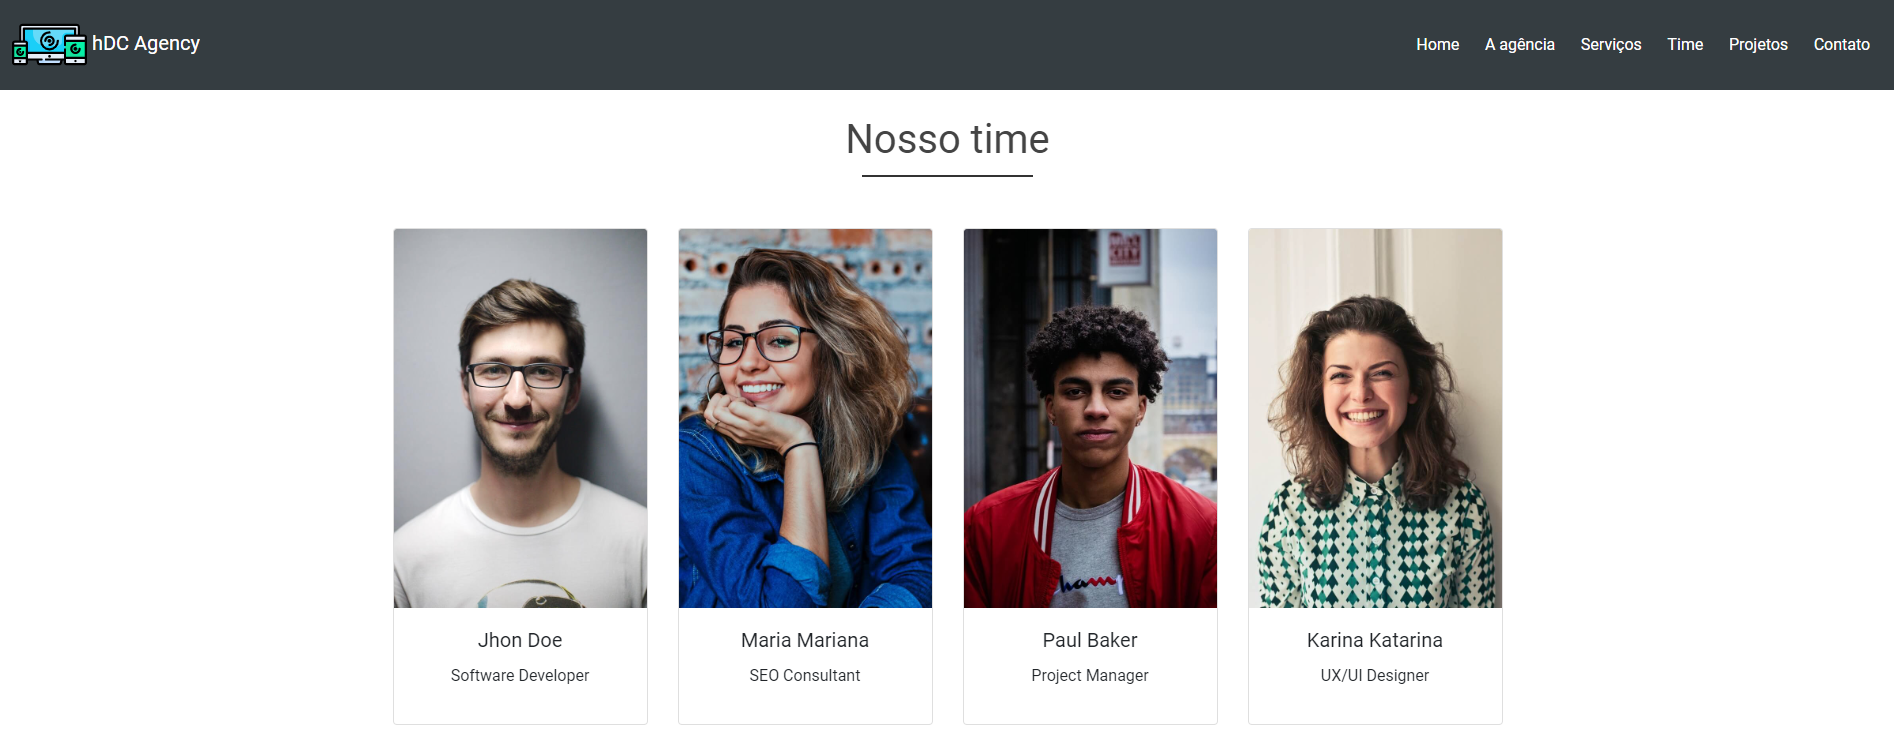 hDC Agency
Home A agência Serviços Time Projetos Contato
Nosso time
Jhon Doe
Software Developer
Maria Mariana
SEO Consultant
Paul Baker
Project Manager
Karina Katarina
UX/UI Designer